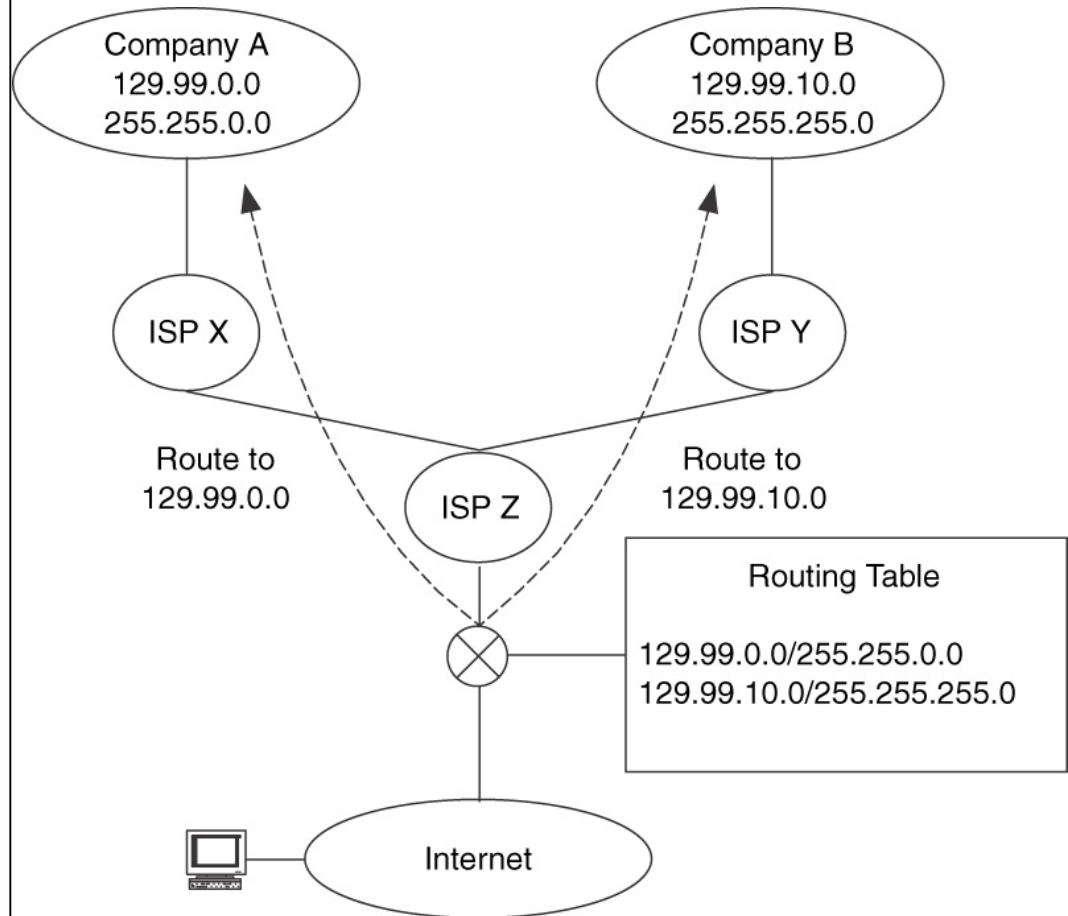 Company A
129.99.0.0
255.255.0.0
Company B
129.99.10.0
255.255.255.0
ISP X
ISP Y
Route to
129.99.0.0
ISP Z
Route to
129.99.10.0
Routing Table
129.99.0.0/255.255.0.0
129.99.10.0/255.255.255.0
Internet